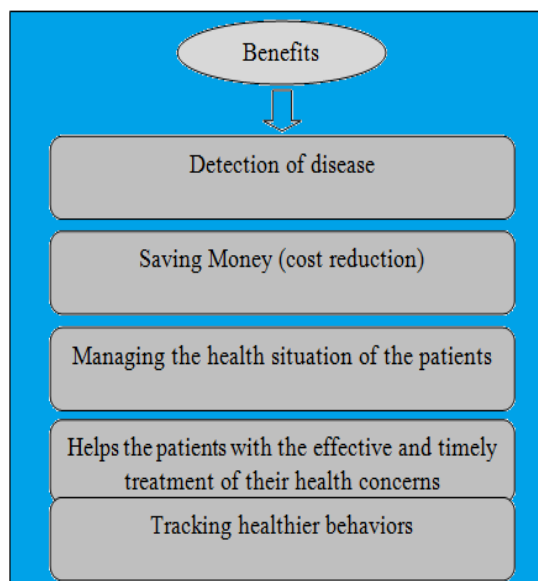 Benefits
Detection of disease
Saving Money (cost reduction)
Managing the health situation of the patients
Helps the patients with the effective and timely
treatment of their health concerns
Tracking healthier behaviors